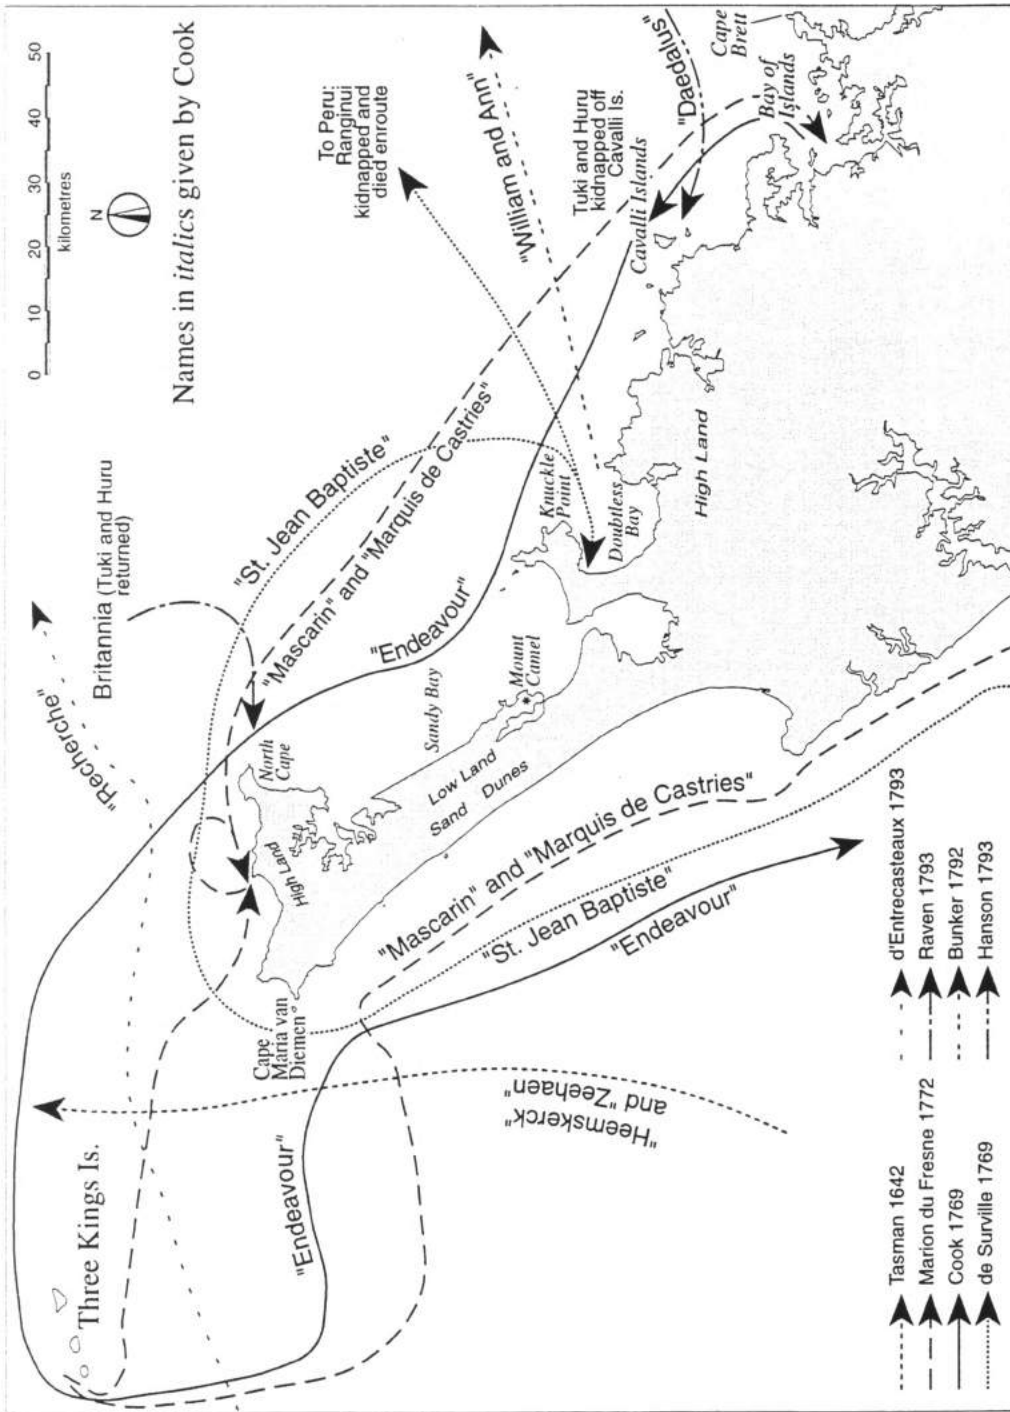 Three Kings Is.
"Recherche"
Britannia (Tuki and Huru
returned)
0 10 20 30 40 50
kilometres
N
Names in italics given by Cook
"St. Jean Baptiste"
"Mascarin" and "Marquis de Castries"
"Endeavour"
To Peru:
Ranginui
kidnapped and
died enroute
"William and Ann"
Tuki and Huru
kidnapped off
Cavalli Is.
"Daedalus"
Cape
Brett
Bay of
Islands
Cavalli Islands
Knuckle
Point
Doubtless
Bay
High Land
North
Cape
High Land
Sandy Bay
Mount
Camel
Low Land
Sand Dunes
Cape
Maria van
Diemen
"Endeavour"
"Heemskerck"
and "Zeehaen"
"Mascarin" and "Marquis de Castries"
"St. Jean Baptiste"
"Endeavour"
Tasman 1642
Marion du Fresne 1772
Cook 1769
de Surville 1769
d'Entrecasteaux 1793
Raven 1793
Bunker 1792
Hanson 1793